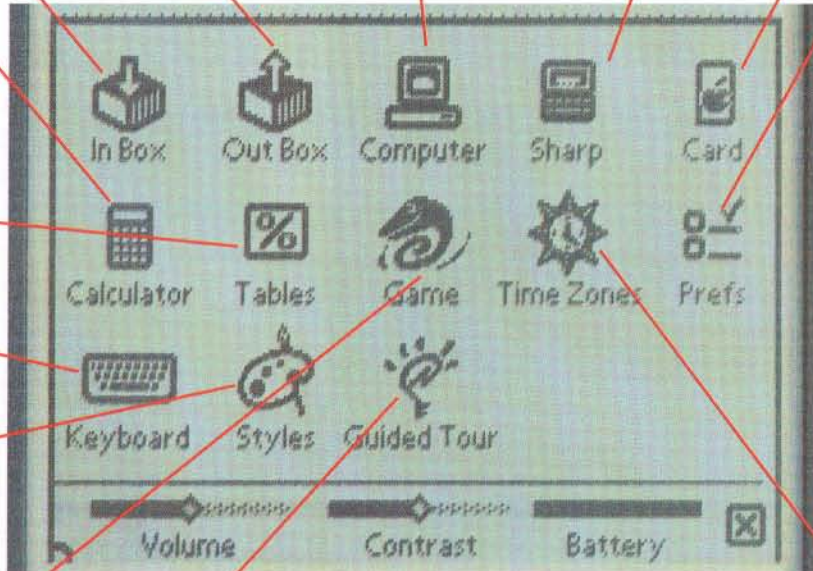 In Box Out Box Computer Sharp Card
Calculator Tables Game Time Zones Prefs
Keyboard Styles Guided Tour
Volume Contrast Battery